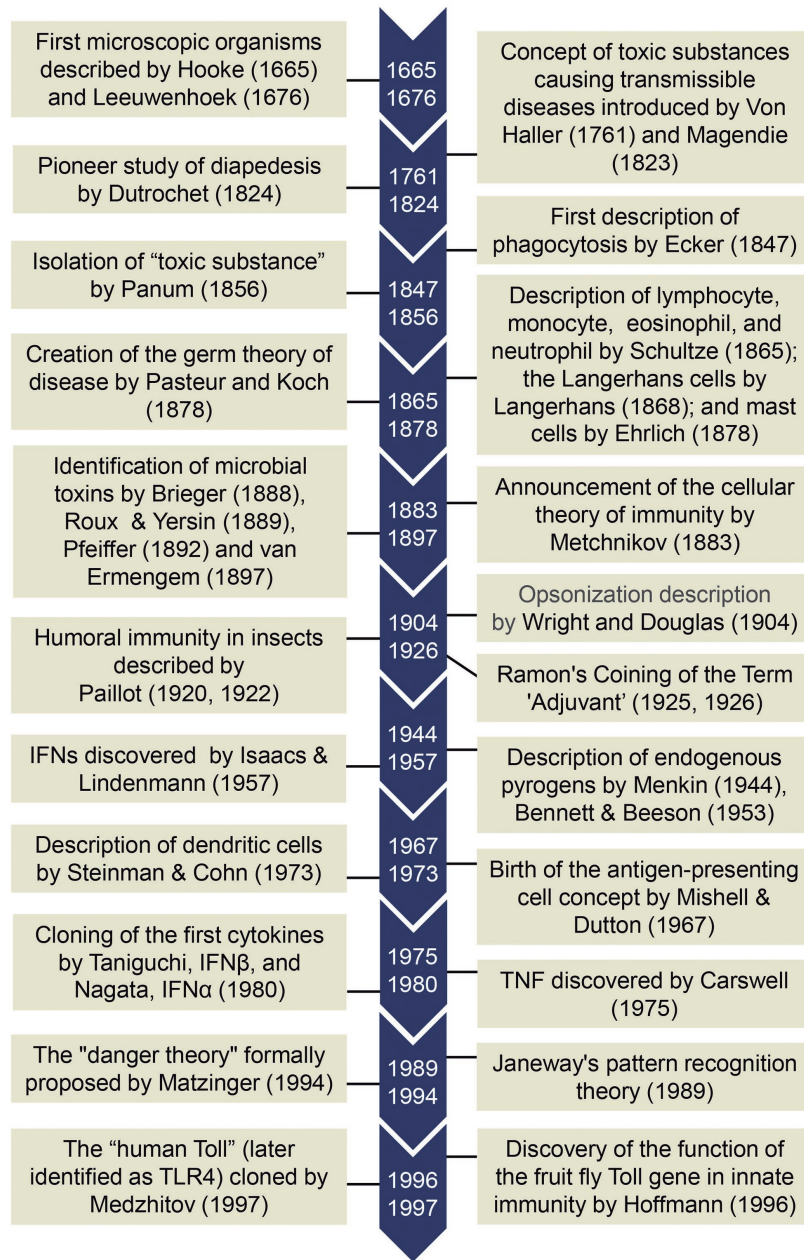 First microscopic organisms
described by Hooke (1665)
and Leeuwenhoek (1676)
1665
1676
Concept of toxic substances
causing transmissible
diseases introduced by Von
Haller (1761) and Magendie
(1823)
Pioneer study of diapedesis
by Dutrochet (1824)
1761
1824
First description of
phagocytosis by Ecker (1847)
Isolation of “toxic substance”
by Panum (1856)
1847
1856
Description of lymphocyte,
monocyte, eosinophil, and
neutrophil by Schultze (1865);
the Langerhans cells by
Langerhans (1868); and mast
cells by Ehrlich (1878)
Creation of the germ theory of
disease by Pasteur and Koch
(1878)
1865
1878
Identification of microbial
toxins by Brieger (1888),
Roux & Yersin (1889),
Pfeiffer (1892) and van
Ermengem (1897)
1883
1897
Announcement of the cellular
theory of immunity by
Metchnikov (1883)
Opsonization description
by Wright and Douglas (1904)
1904
1926
Humoral immunity in insects
described by
Paillot (1920, 1922)
Ramon's Coining of the Term
'Adjuvant’ (1925, 1926)
IFNs discovered by Isaacs &
Lindenmann (1957)
1944
1957
Description of endogenous
pyrogens by Menkin (1944),
Bennett & Beeson (1953)
Description of dendritic cells
by Steinman & Cohn (1973)
1967
1973
Birth of the antigen-presenting
cell concept by Mishell &
Dutton (1967)
Cloning of the first cytokines
by Taniguchi, IFNβ, and
Nagata, IFNα (1980)
1975
1980
TNF discovered by Carswell
(1975)
The "danger theory" formally
proposed by Matzinger (1994)
1989
1994
Janeway's pattern recognition
theory (1989)
The “human Toll” (later
identified as TLR4) cloned by
Medzhitov (1997)
1996
1997
Discovery of the function of
the fruit fly Toll gene in innate
immunity by Hoffmann (1996)